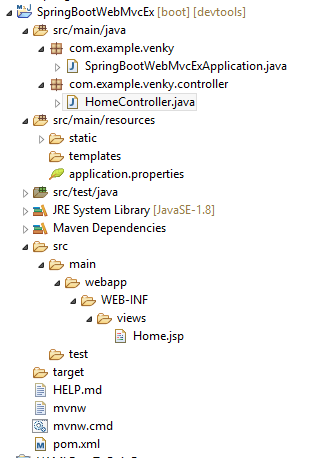 SpringBootWebMvcEx [boot] [devtools]
src/main/java
com.example.venky
SpringBootWebMvcExApplication.java
com.example.venky.controller
HomeController.java
src/main/resources
static
templates
application.properties
src/test/java
JRE System Library [JavaSE-1.8]
Maven Dependencies
src
main
webapp
WEB-INF
views
Home.jsp
test
target
HELP.md
mvnw
mvnw.cmd
pom.xml